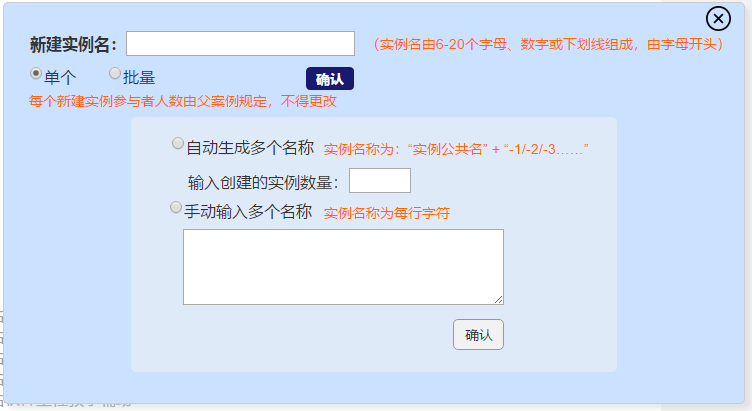 新建实例名： （实例名由6-20个字母、数字或下划线组成，由字母开头）
单个 批量 确认
每个新建实例参与者人数由父案例规定，不得更改
自动生成多个名称 实例名称为：“实例公共名” + “-1/-2/-3……”
输入创建的实例数量：
手动输入多个名称 实例名称为每行字符
确认